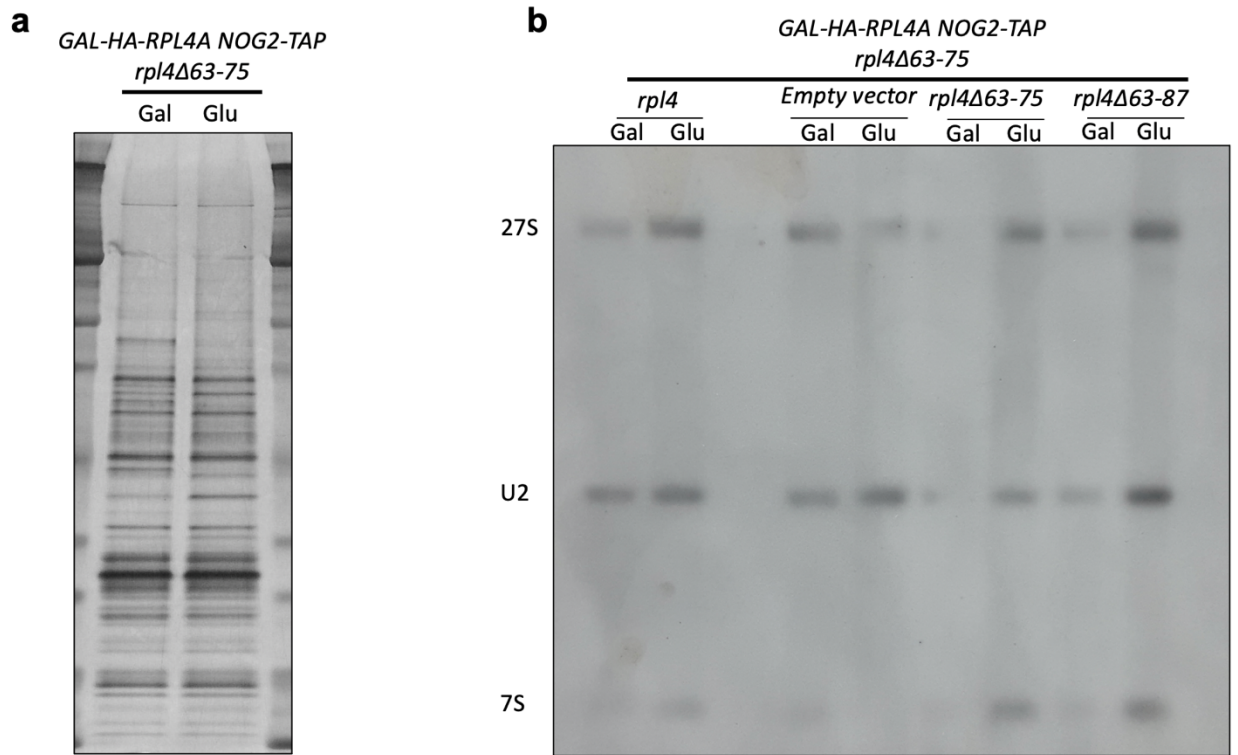 a
GAL-HA-RPL4A NOG2-TAP
rpl4Δ63-75
Gal Glu
b
GAL-HA-RPL4A NOG2-TAP
rpl4Δ63-75
rpl4 Empty vector rpl4Δ63-75 rpl4Δ63-87
Gal Glu Gal Glu Gal Glu Gal Glu
27S
U2
7S